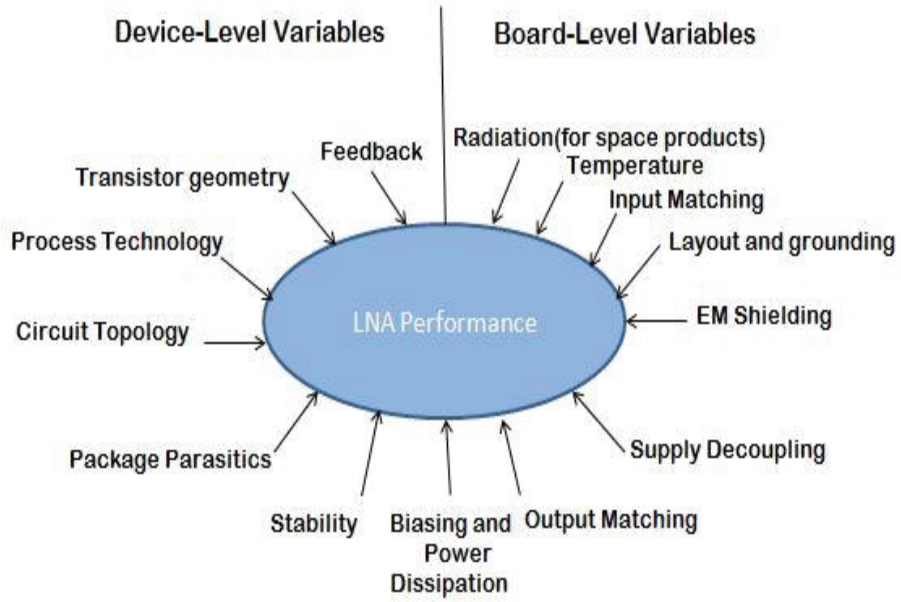 Device-Level Variables
Board-Level Variables
Feedback
Radiation(for space products)
Temperature
Transistor geometry
Input Matching
Process Technology
Layout and grounding
LNA Performance
EM Shielding
Circuit Topology
Package Parasitics
Supply Decoupling
Stability
Biasing and
Power
Dissipation
Output Matching